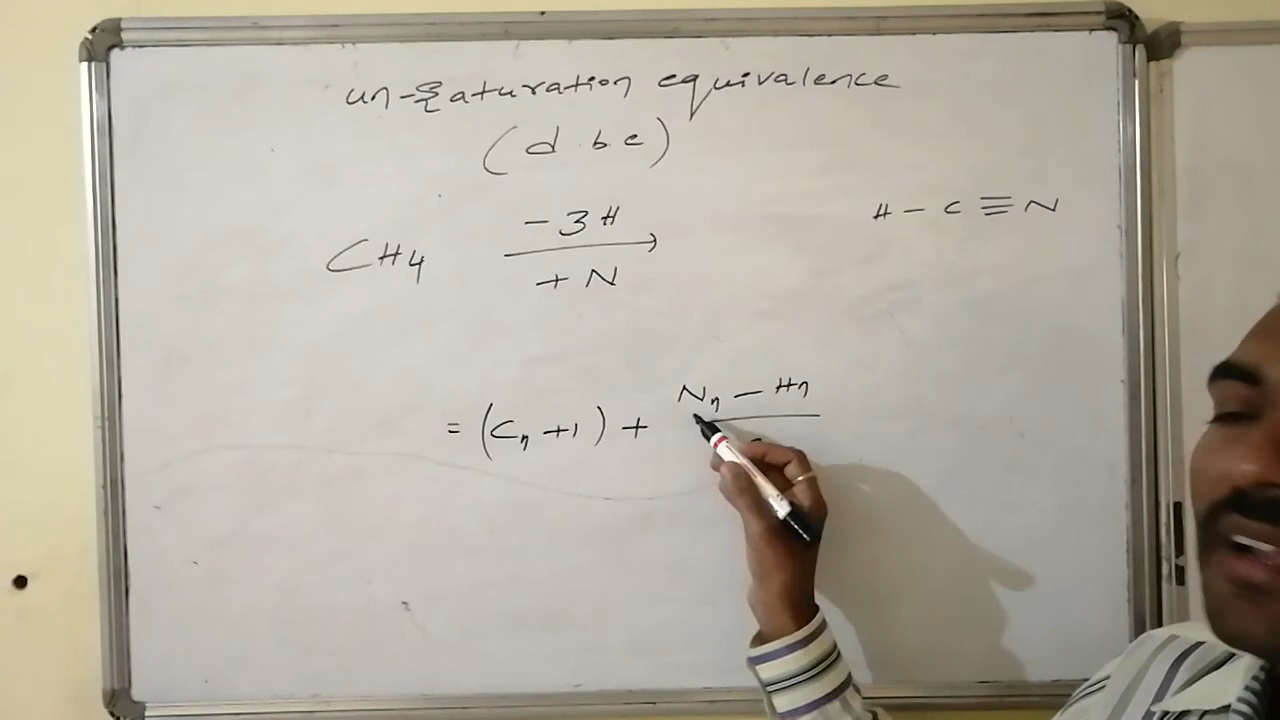 un-saturation equivalence
(d.b.e)
-3H
CH4 → H-C≡N
+N
= (Cn+1) + Nn-Hn